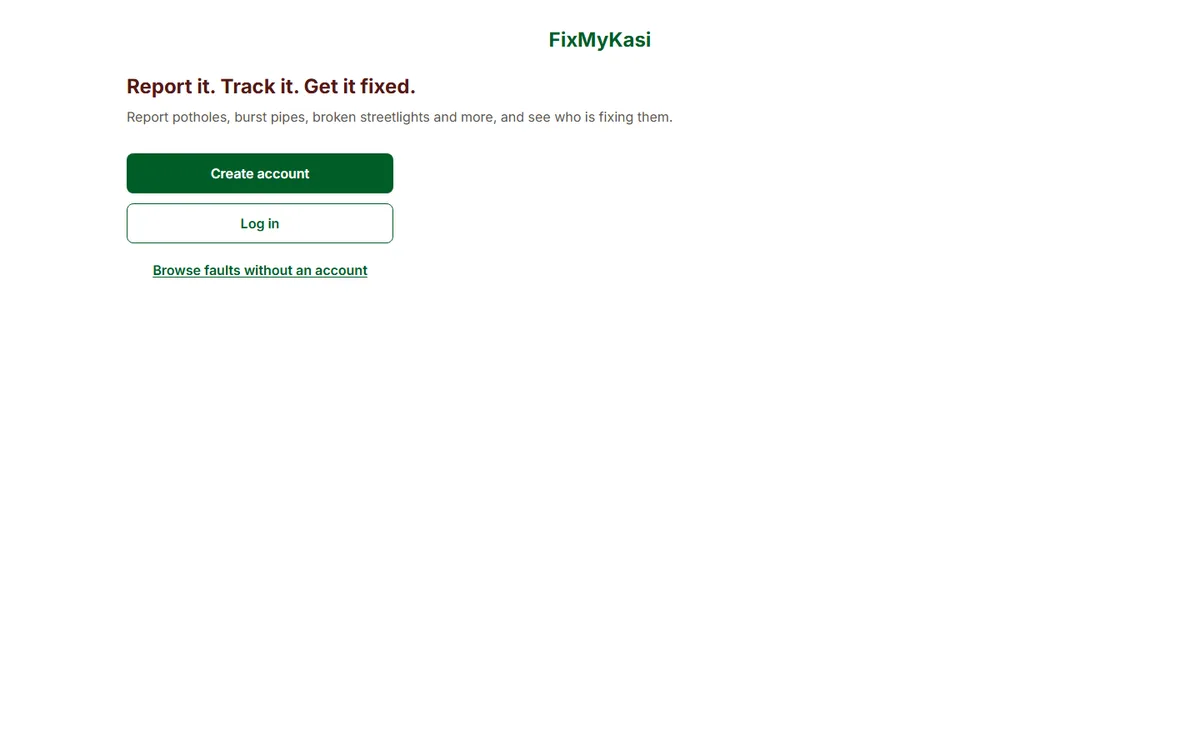 FixMyKasi
Report it. Track it. Get it fixed.
Report potholes, burst pipes, broken streetlights and more, and see who is fixing them.
Create account
Log in
Browse faults without an account